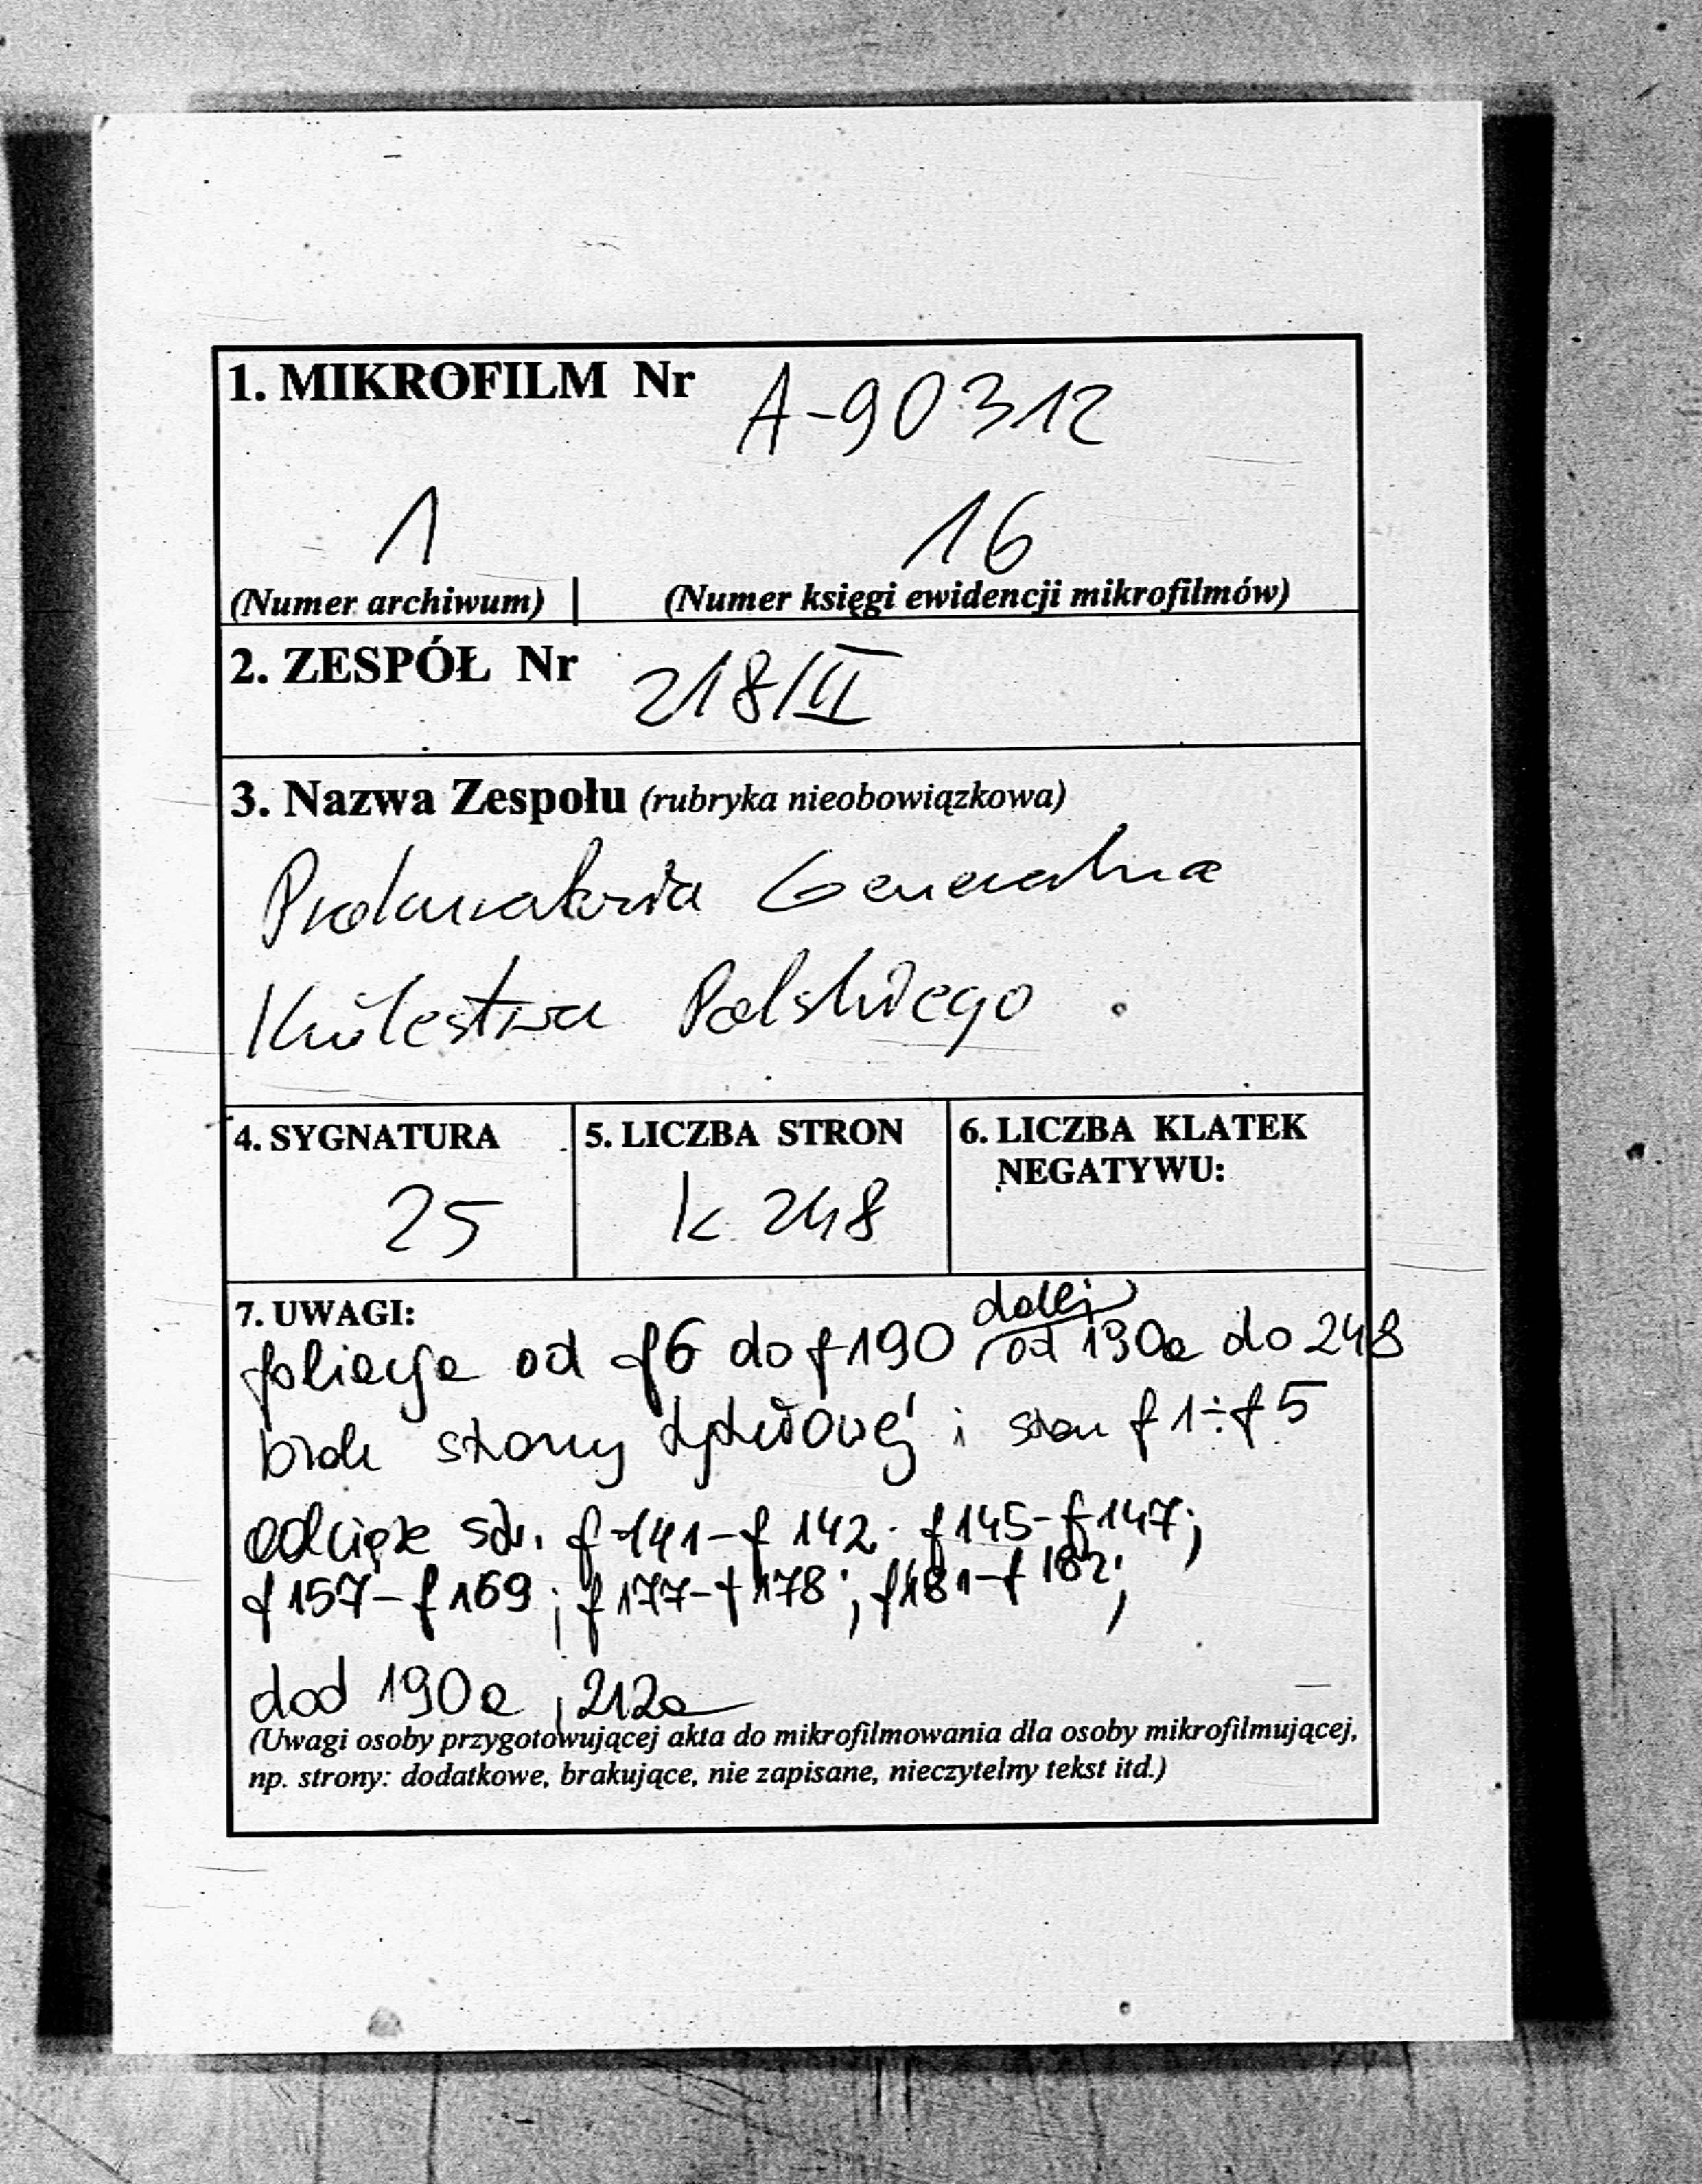 1. MIKROFILM Nr A-90312
1 16
(Numer archiwum) | (Numer księgi ewidencji mikrofilmów)
2. ZESPÓŁ Nr 218/III
3. Nazwa Zespołu (rubryka nieobowiązkowa)
Prokuratoria Generalna
Królestwa Polskiego
4. SYGNATURA
25
5. LICZBA STRON
k 248
6. LICZBA KLATEK
NEGATYWU:
7. UWAGI:
dalej
foliacja od f6 do f190 od 190a do 248
brak strony tytułowej i stron f1÷f5
odcięte str. f 141-f 142. f145-f147;
f157-f169; f177-f178; f181-f182;
dod 190a, 212a
(Uwagi osoby przygotowującej akta do mikrofilmowania dla osoby mikrofilmującej,
np. strony: dodatkowe, brakujące, nie zapisane, nieczytelny tekst itd.)